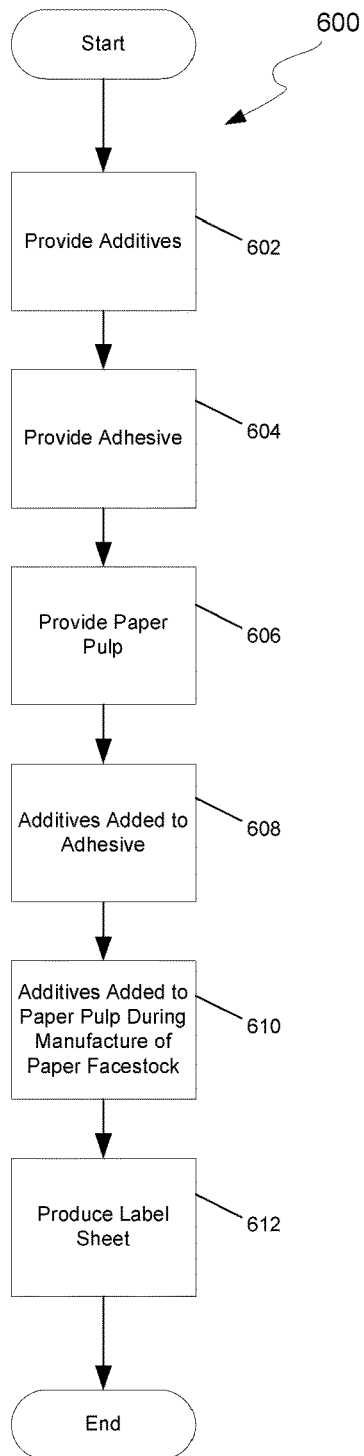 Start
600
Provide Additives
602
Provide Adhesive
604
Provide Paper
Pulp
606
Additives Added to
Adhesive
608
Additives Added to
Paper Pulp During
Manufacture of
Paper Facestock
610
Produce Label
Sheet
612
End